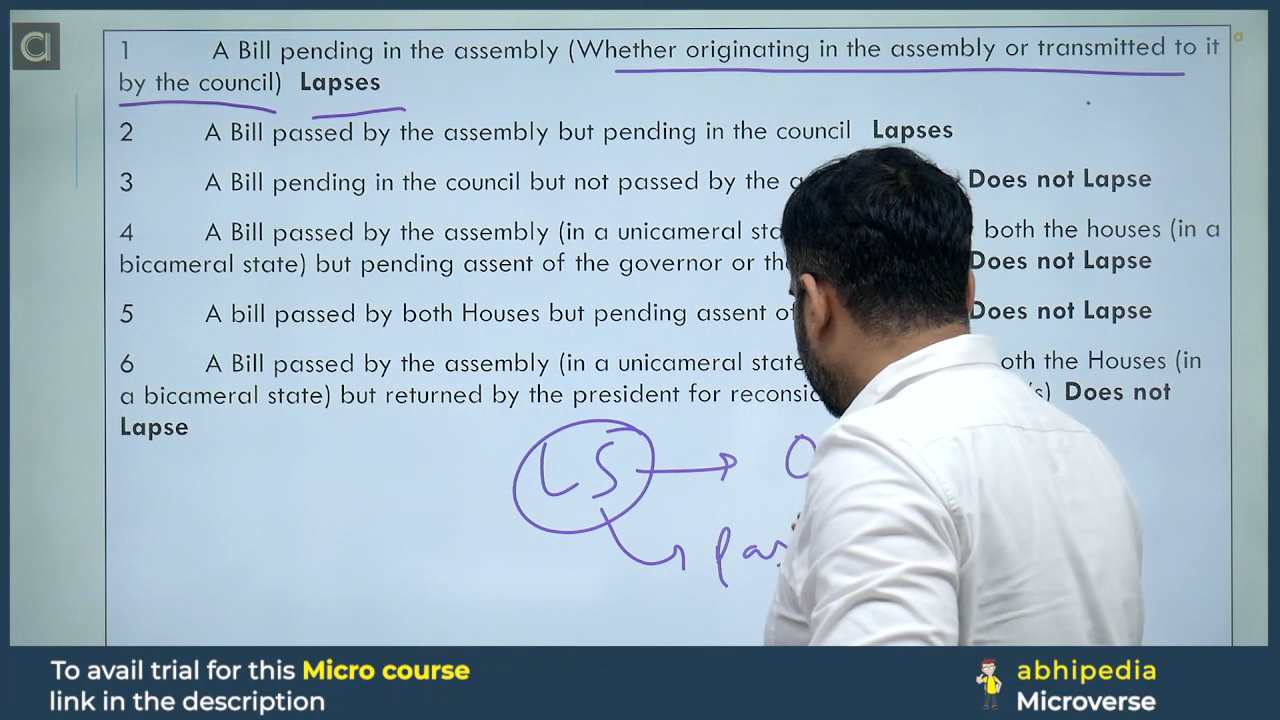 1 A Bill pending in the assembly (Whether originating in the assembly or transmitted to it
by the council) Lapses
2 A Bill passed by the assembly but pending in the council Lapses
3 A Bill pending in the council but not passed by the Does not Lapse
4 A Bill passed by the assembly (in a unicameral both the houses (in a
bicameral state) but pending assent of the governor or Does not Lapse
5 A bill passed by both Houses but pending assent Does not Lapse
6 A Bill passed by the assembly (in a unicameral state the Houses (in
a bicameral state) but returned by the president for Does not
Lapse
LS
To avail trial for this Micro course
link in the description
abhipedia
Microverse